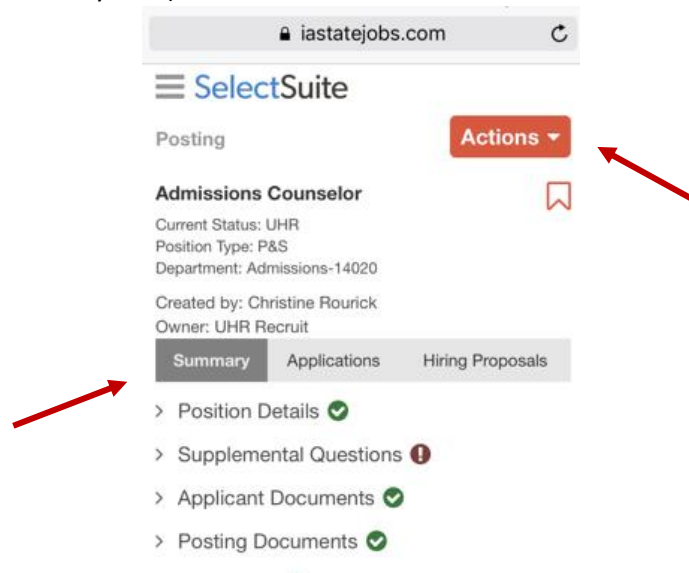 iastatejobs.com
SelectSuite
Posting
Actions
Admissions Counselor
Current Status: UHR
Position Type: P&S
Department: Admissions-14020
Created by: Christine Rourick
Owner: UHR Recruit
Summary Applications Hiring Proposals
> Position Details
> Supplemental Questions
> Applicant Documents
> Posting Documents